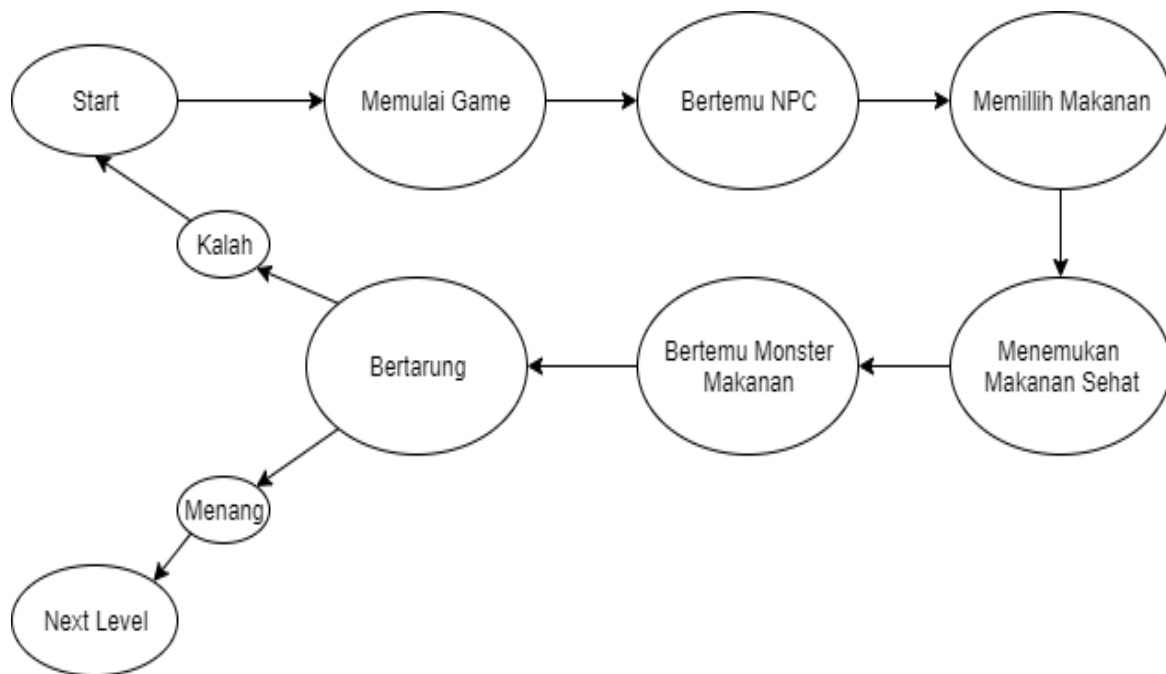 Start
Memulai Game
Bertemu NPC
Memillih Makanan
Kalah
Bertarung
Bertemu Monster
Makanan
Menemukan
Makanan Sehat
Menang
Next Level